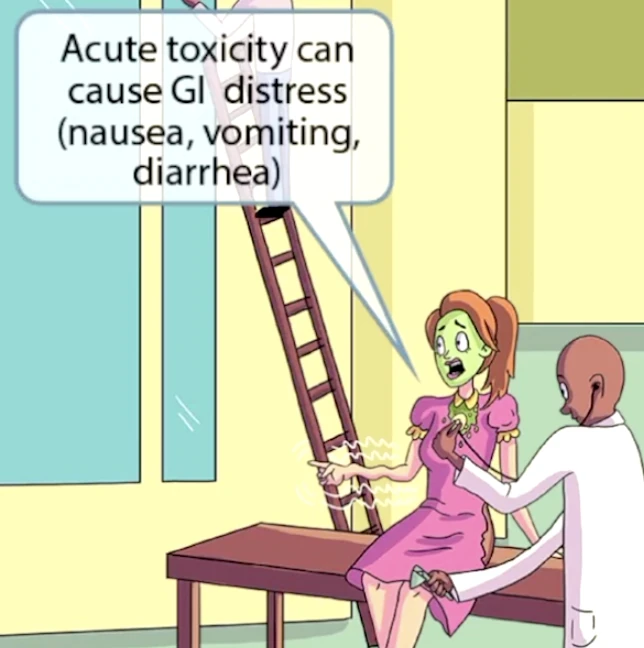 Acute toxicity can
cause GI distress
(nausea, vomiting,
diarrhea)